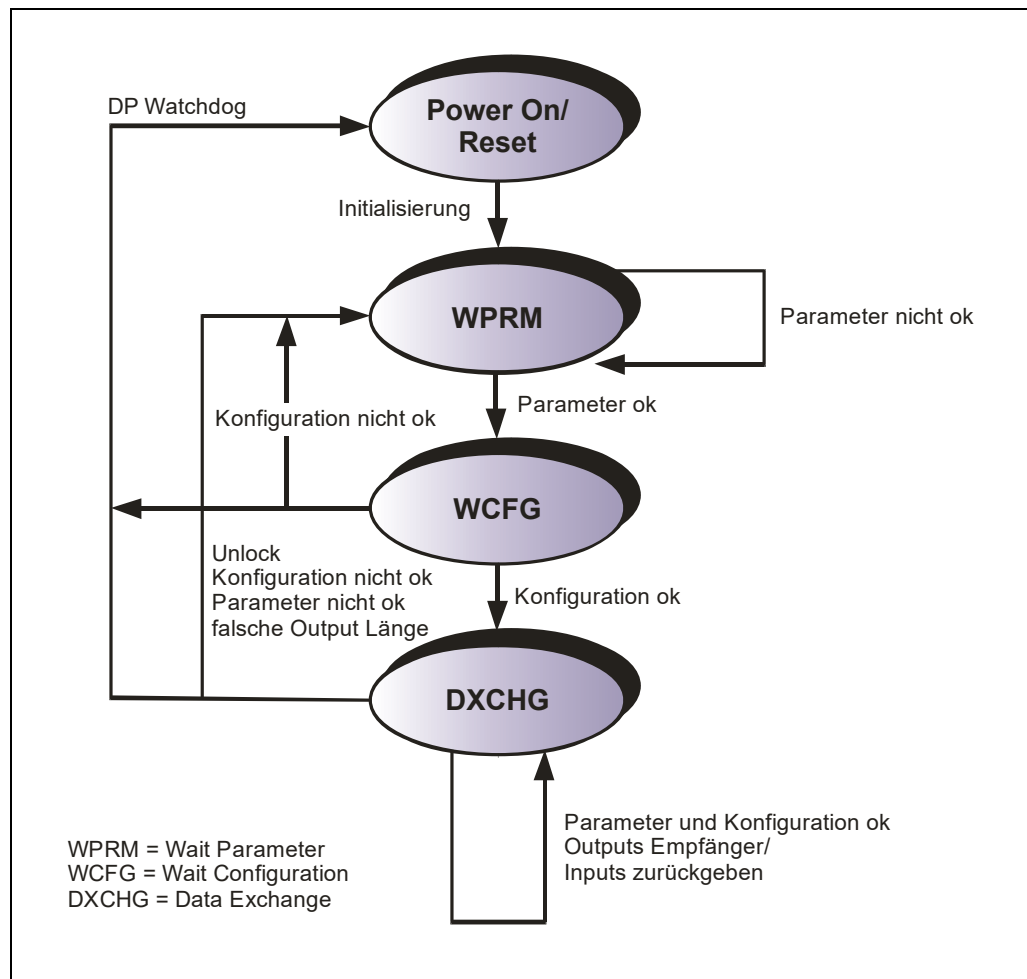 DP Watchdog
Power On/
Reset
Initialisierung
WPRM
Parameter nicht ok
Parameter ok
Konfiguration nicht ok
WCFG
Unlock
Konfiguration nicht ok
Parameter nicht ok
falsche Output Länge
Konfiguration ok
DXCHG
Parameter und Konfiguration ok
Outputs Empfänger/
Inputs zurückgeben
WPRM = Wait Parameter
WCFG = Wait Configuration
DXCHG = Data Exchange